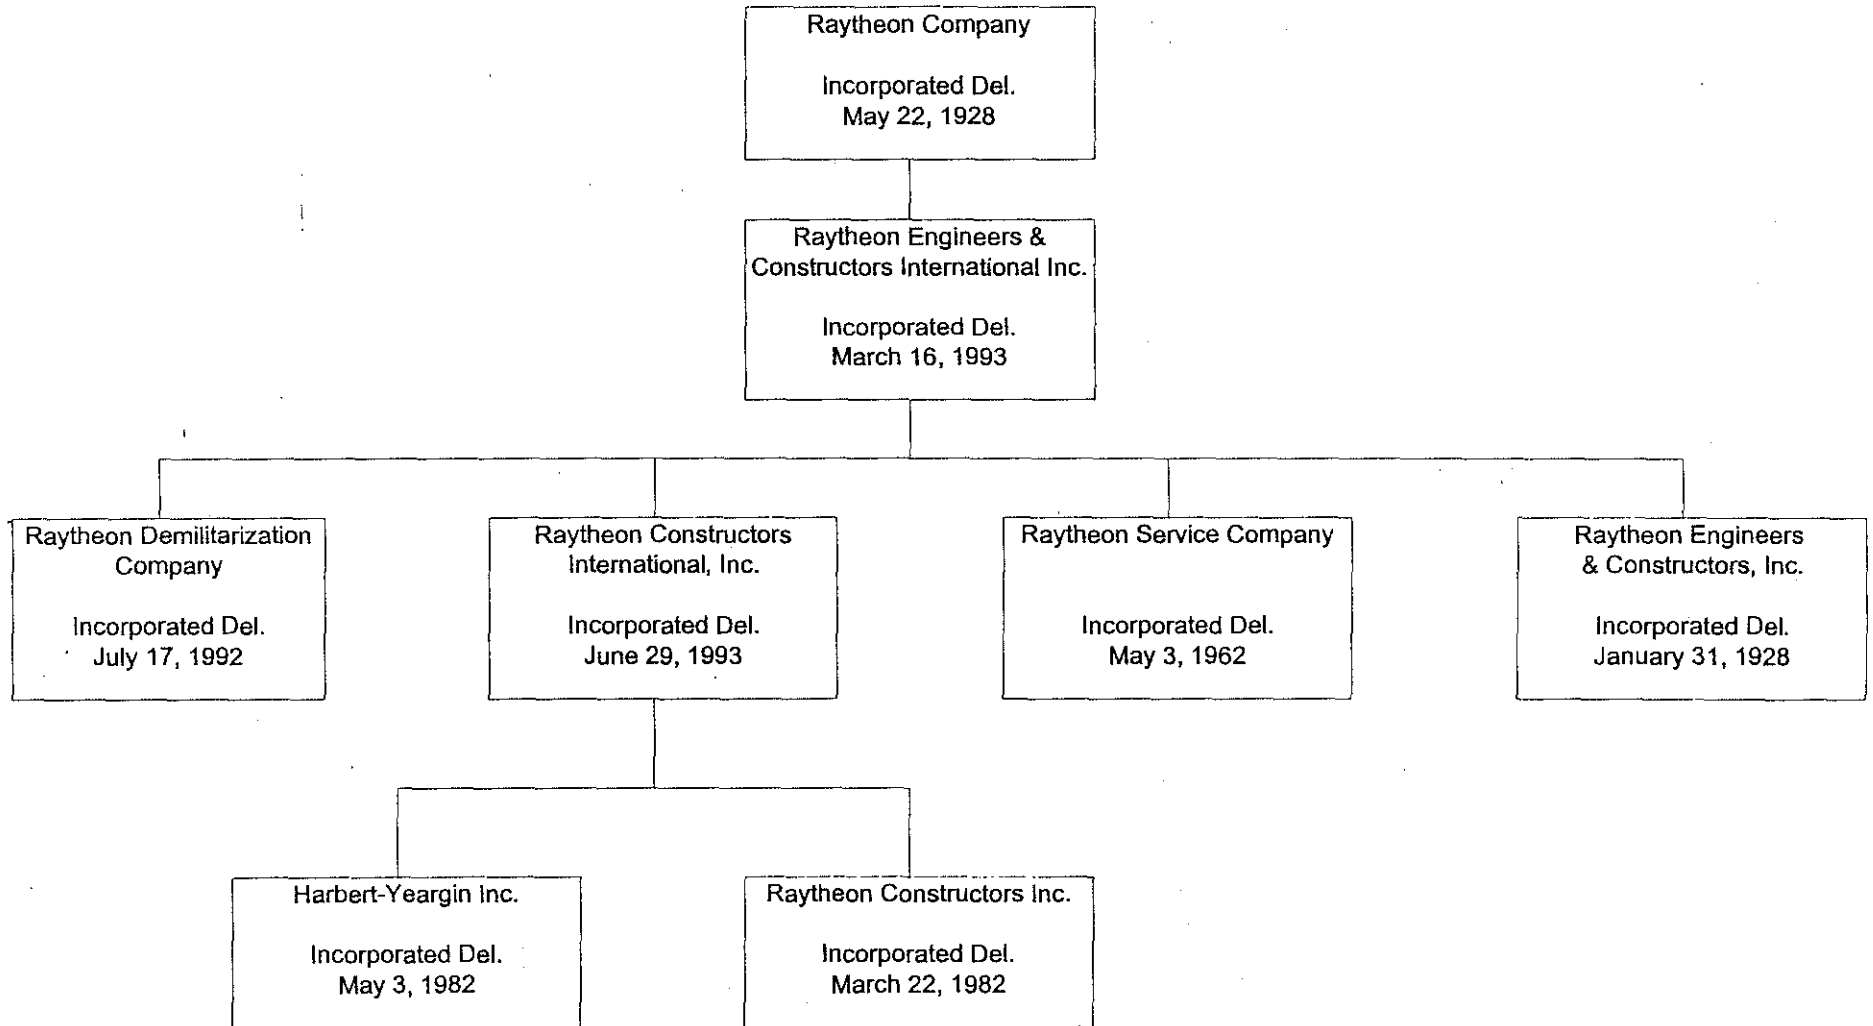 Raytheon Company
Incorporated Del.
May 22, 1928
Raytheon Engineers &
Constructors International Inc.
Incorporated Del.
March 16, 1993
Raytheon Demilitarization
Company
Incorporated Del.
July 17, 1992
Raytheon Constructors
International, Inc.
Incorporated Del.
June 29, 1993
Raytheon Service Company
Incorporated Del.
May 3, 1962
Raytheon Engineers
& Constructors, Inc.
Incorporated Del.
January 31, 1928
Harbert-Yeargin Inc.
Incorporated Del.
May 3, 1982
Raytheon Constructors Inc.
Incorporated Del.
March 22, 1982